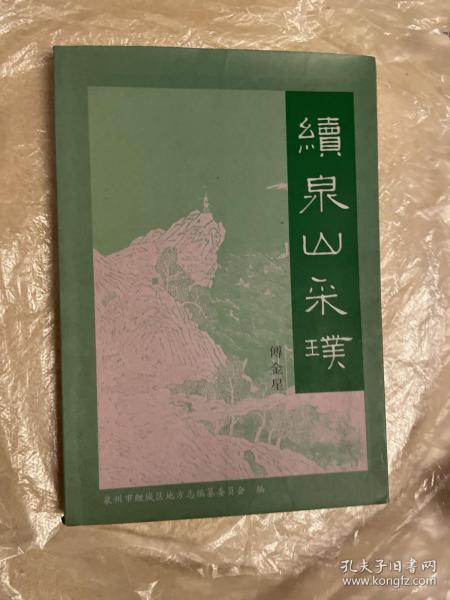 續泉山采璞
傅金星
泉州市鲤城区地方志编纂委员会 编
孔夫子旧书网
www.kongfz.com